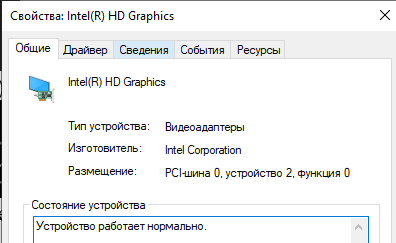 Свойства: Intel(R) HD Graphics
Общие Драйвер Сведения События Ресурсы
Intel(R) HD Graphics
Тип устройства: Видеоадаптеры
Изготовитель: Intel Corporation
Размещение: PCI-шина 0, устройство 2, функция 0
Состояние устройства
Устройство работает нормально.